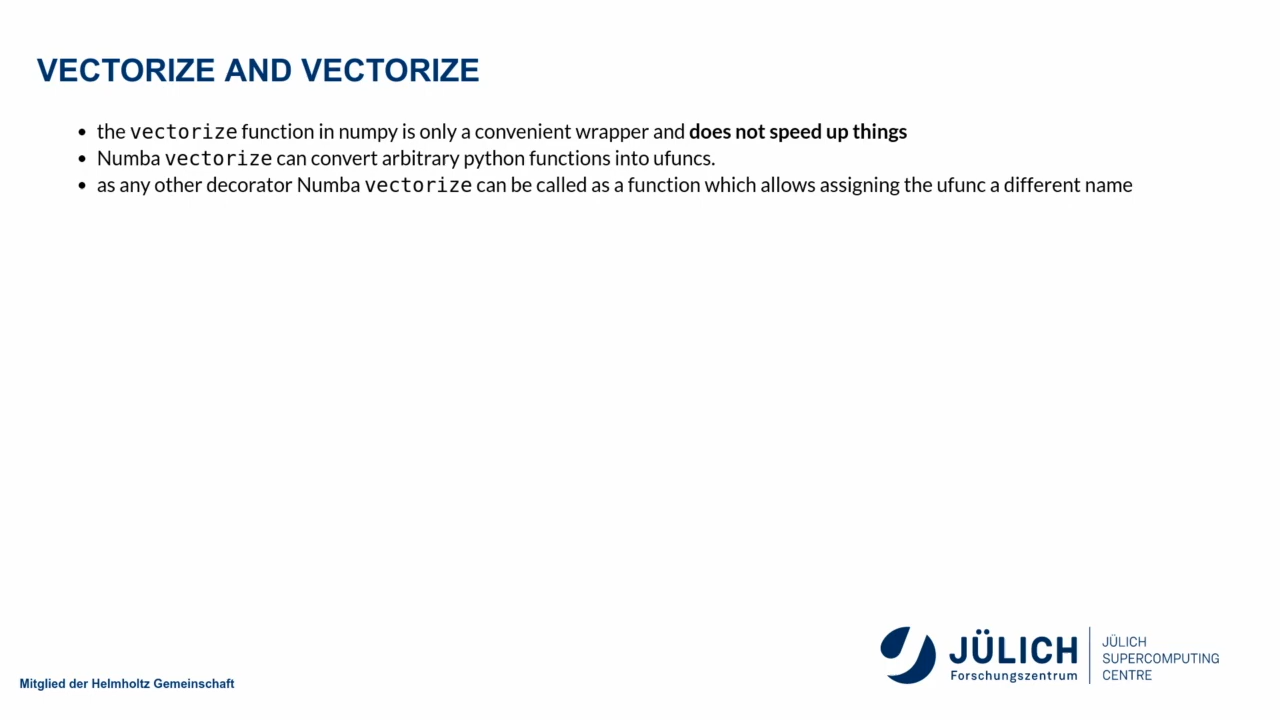 VECTORIZE AND VECTORIZE
• the vectorize function in numpy is only a convenient wrapper and does not speed up things
• Numba vectorize can convert arbitrary python functions into ufuncs.
• as any other decorator Numba vectorize can be called as a function which allows assigning the ufunc a different name
JÜLICH
Forschungszentrum
JÜLICH
SUPERCOMPUTING
CENTRE
Mitglied der Helmholtz Gemeinschaft